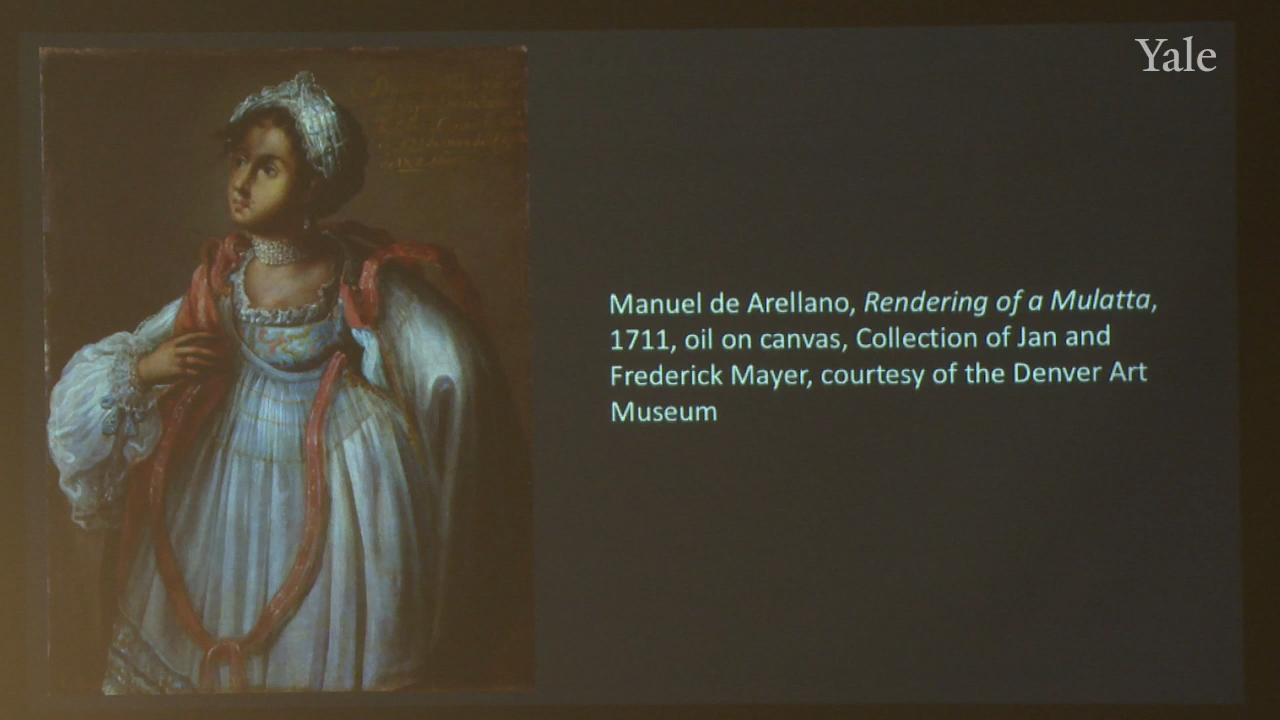 Yale
Manuel de Arellano, Rendering of a Mulatta,
1711, oil on canvas, Collection of Jan and
Frederick Mayer, courtesy of the Denver Art
Museum